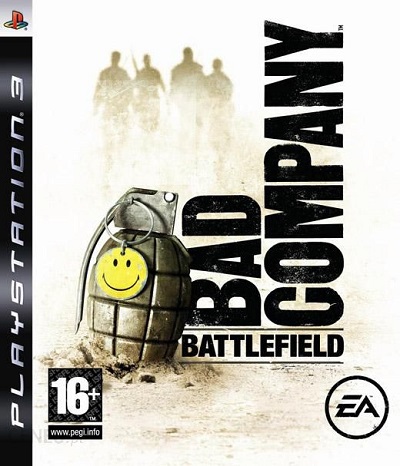 PLAYSTATION 3
BAD
COMPANY
TM
BATTLEFIELD
16+
www.pegi.info
EA